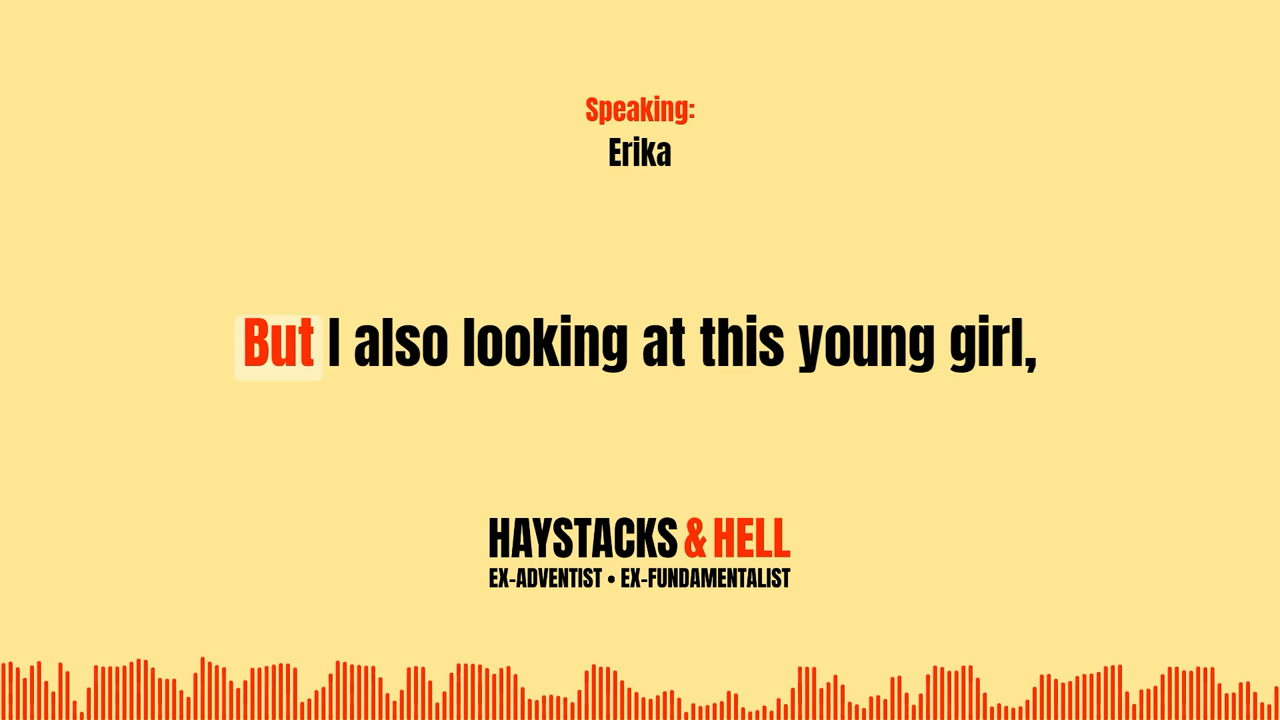 Speaking:
Erika
But I also looking at this young girl,
HAYSTACKS & HELL
EX-ADVENTIST • EX-FUNDAMENTALIST